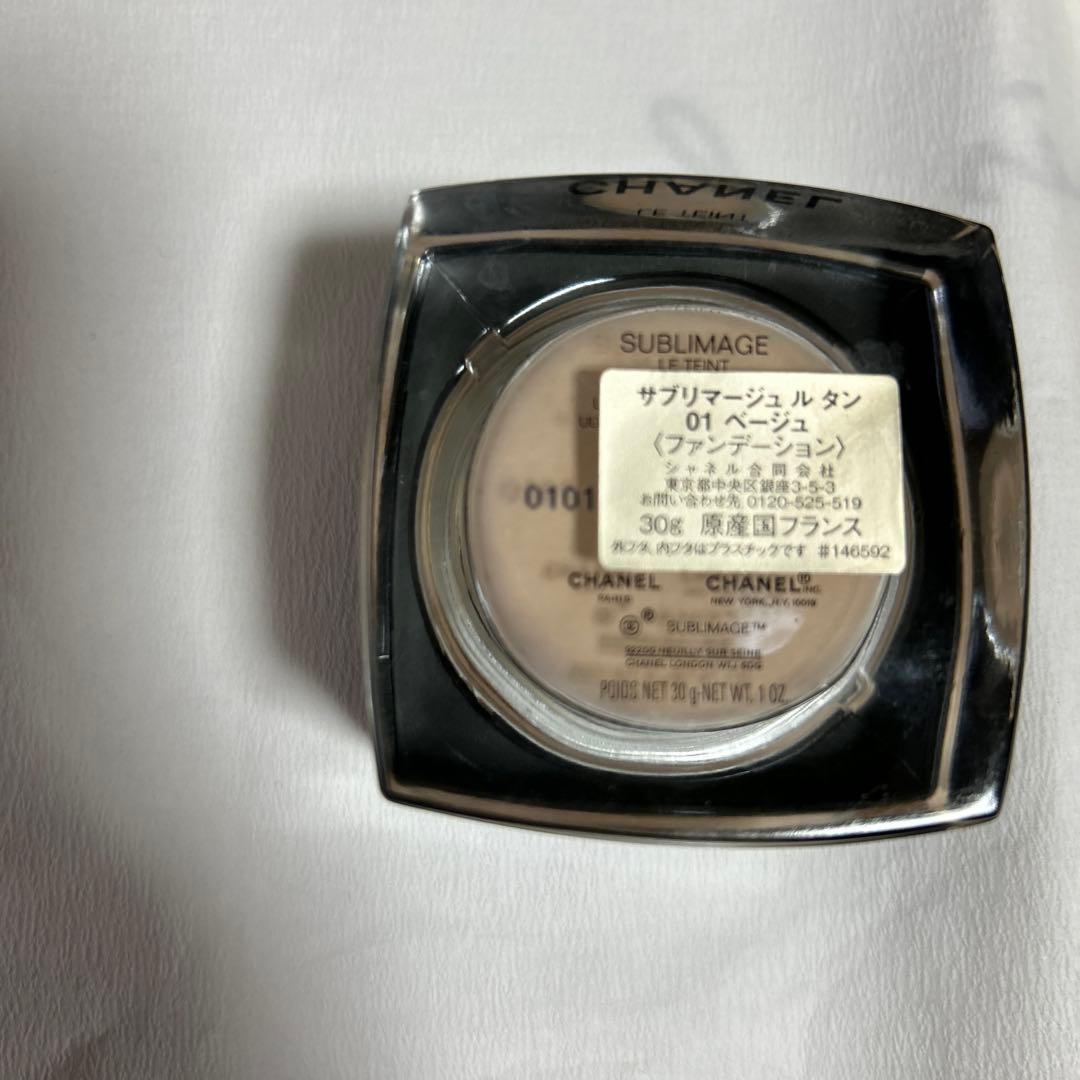 CHANEL
LE TEINT
SUBLIMAGE
LE TEINT
サブリマージュ ル タン
01 ベージュ
〈ファンデーション〉
シャネル合同会社
東京都中央区銀座3-5-3
お問い合わせ先 0120-525-519
0101
30g 原産国フランス
外フタ、内フタはプラスチックです #146592
CHANEL CHANEL INC.
PARIS NEW YORK, N.Y. 10019
SUBLIMAGE™
92200 NEUILLY SUR SEINE
CHANEL LONDON W1J 6DG
POIDS NET 30 g-NET WT. 1 OZ.